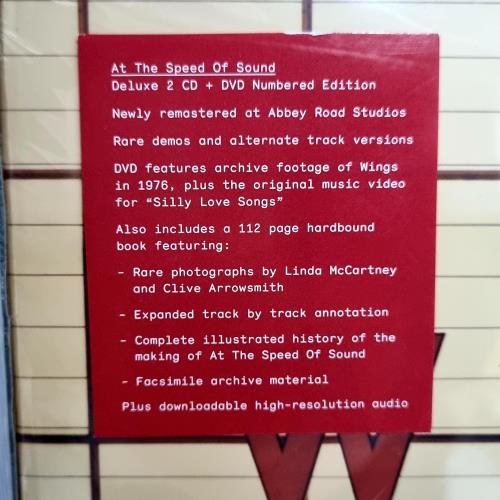 At The Speed Of Sound
Deluxe 2 CD + DVD Numbered Edition
Newly remastered at Abbey Road Studios
Rare demos and alternate track versions
DVD features archive footage of Wings
in 1976, plus the original music video
for “Silly Love Songs”
Also includes a 112 page hardbound
book featuring:
– Rare photographs by Linda McCartney
and Clive Arrowsmith
– Expanded track by track annotation
– Complete illustrated history of the
making of At The Speed Of Sound
– Facsimile archive material
Plus downloadable high-resolution audio
W